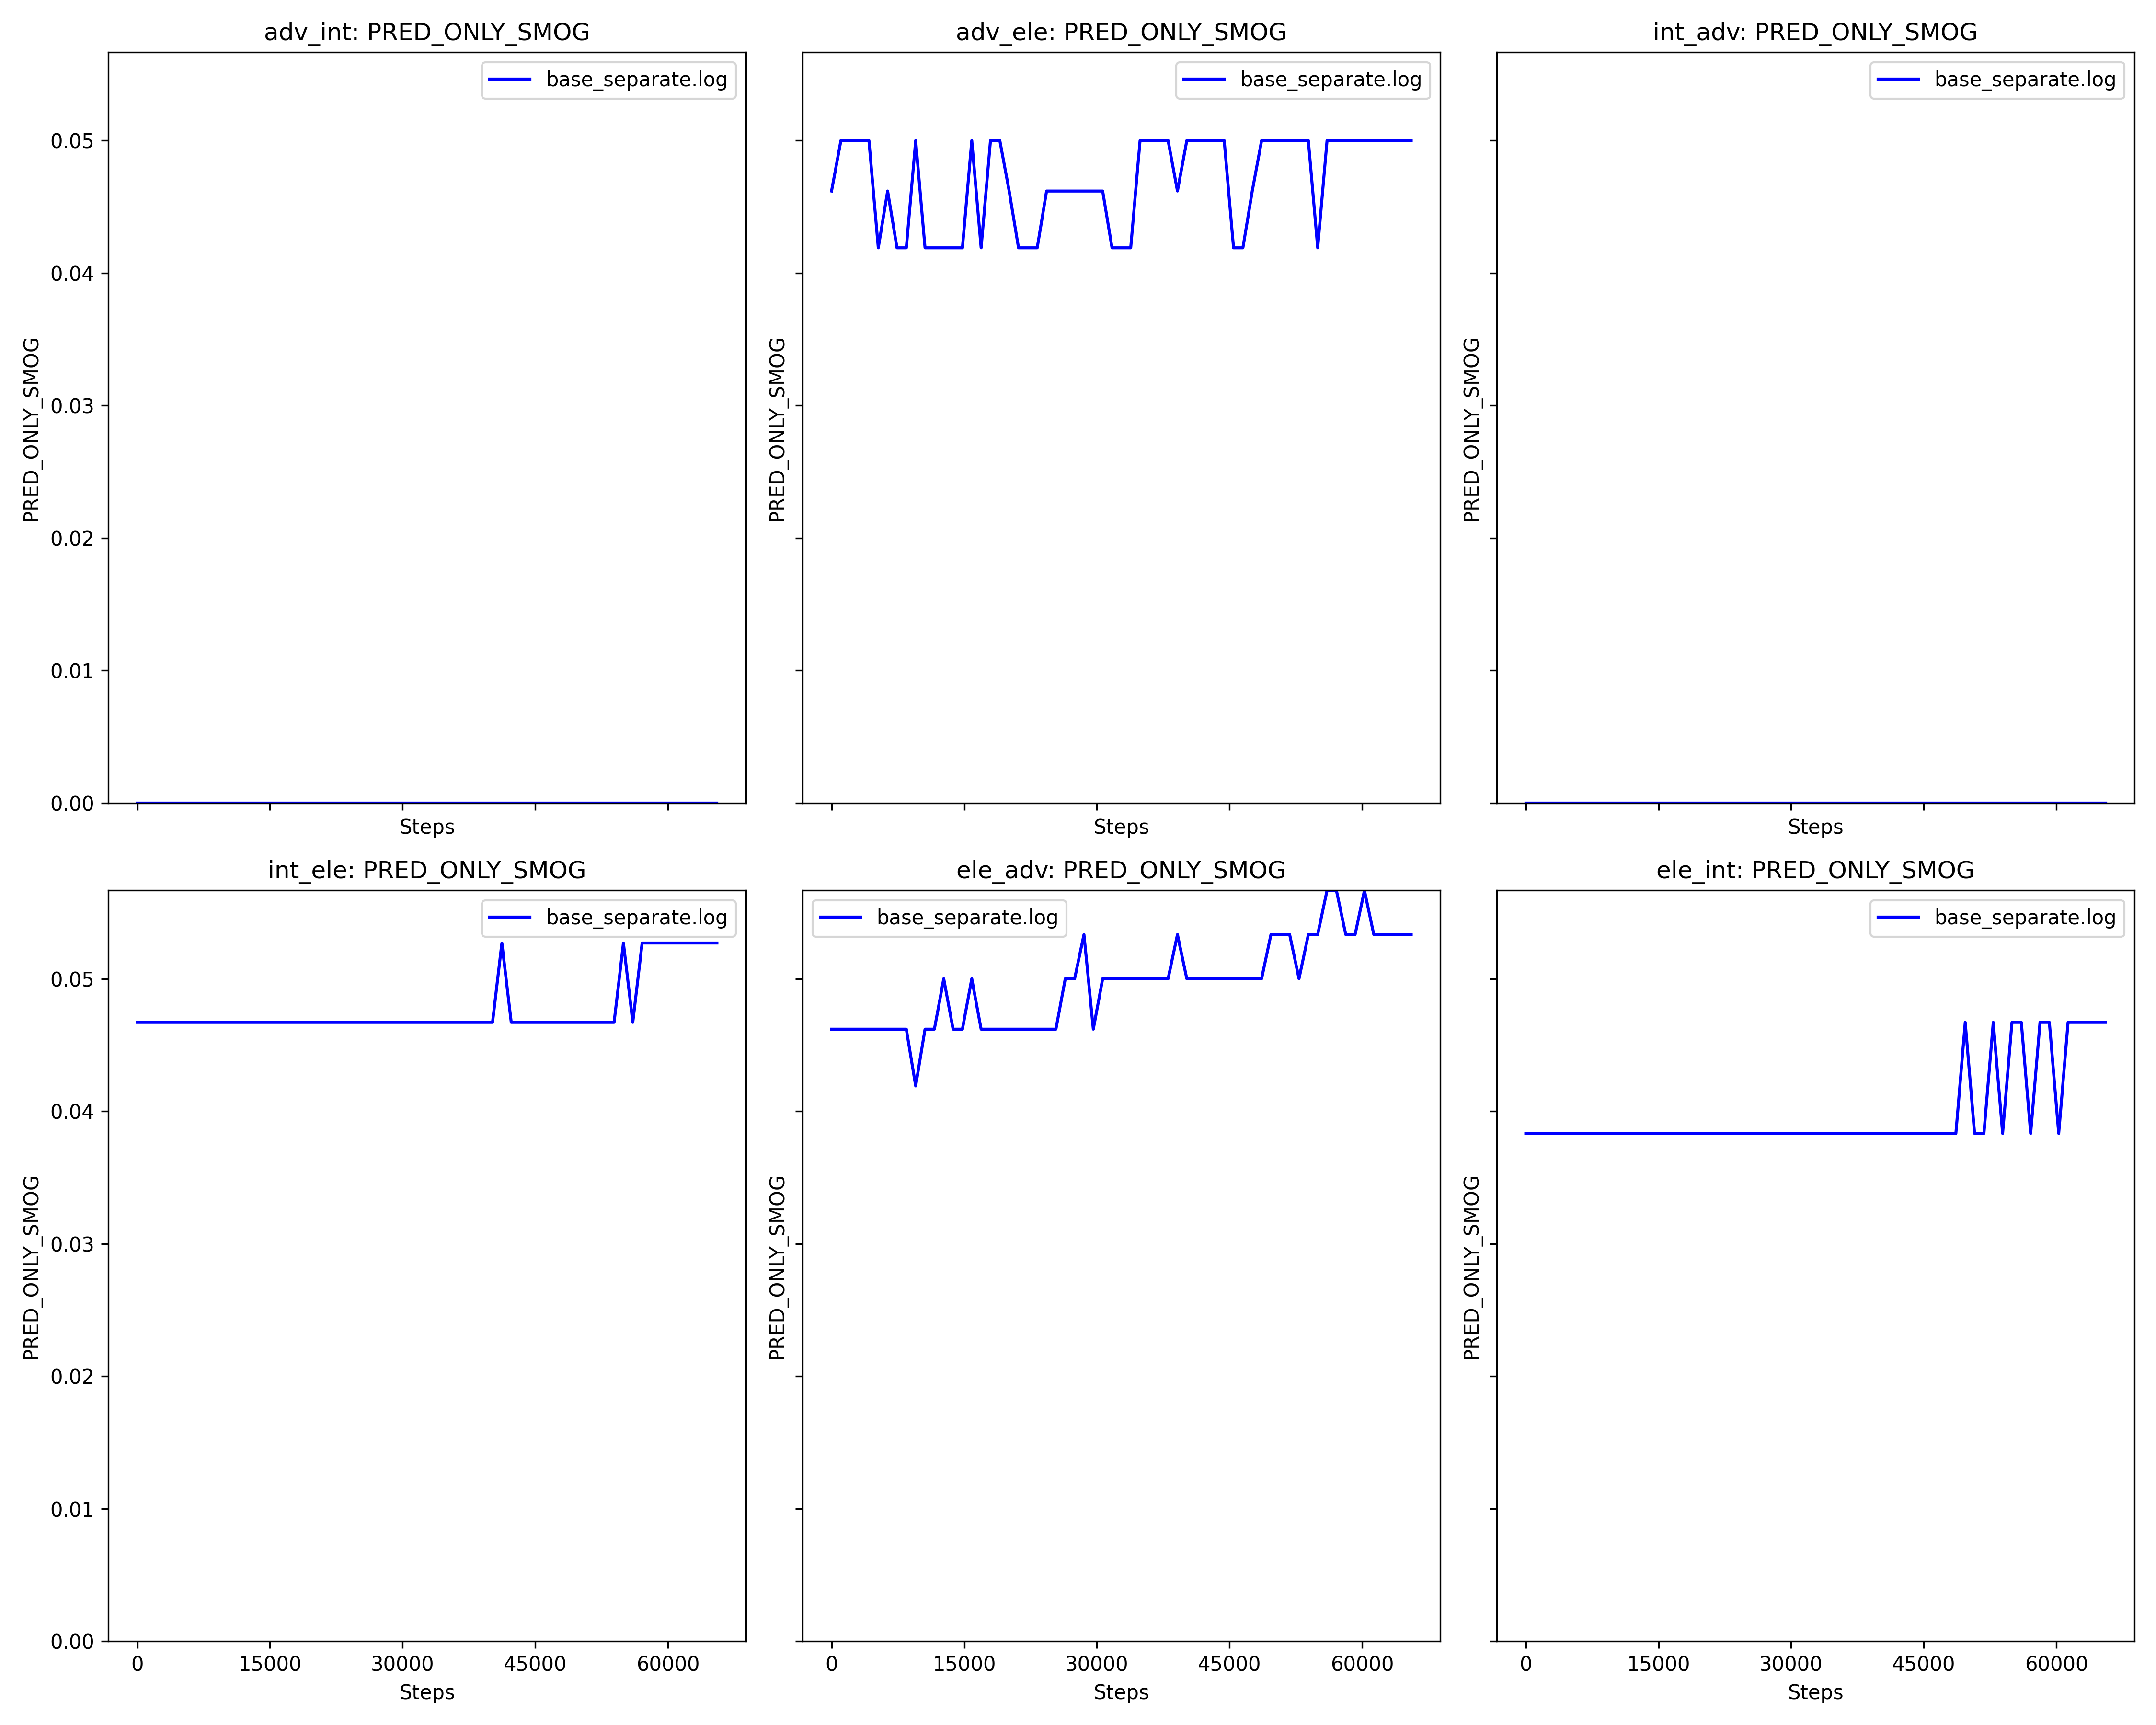 adv_int: PRED_ONLY_SMOG
adv_ele: PRED_ONLY_SMOG
int_adv: PRED_ONLY_SMOG
base_separate.log
base_separate.log
base_separate.log
0.05
0.04
0.03
0.02
0.01
0.00
PRED_ONLY_SMOG
PRED_ONLY_SMOG
PRED_ONLY_SMOG
Steps
Steps
Steps
int_ele: PRED_ONLY_SMOG
ele_adv: PRED_ONLY_SMOG
ele_int: PRED_ONLY_SMOG
base_separate.log
base_separate.log
base_separate.log
0.05
0.04
0.03
0.02
0.01
0.00
PRED_ONLY_SMOG
PRED_ONLY_SMOG
PRED_ONLY_SMOG
0 15000 30000 45000 60000
0 15000 30000 45000 60000
0 15000 30000 45000 60000
Steps
Steps
Steps